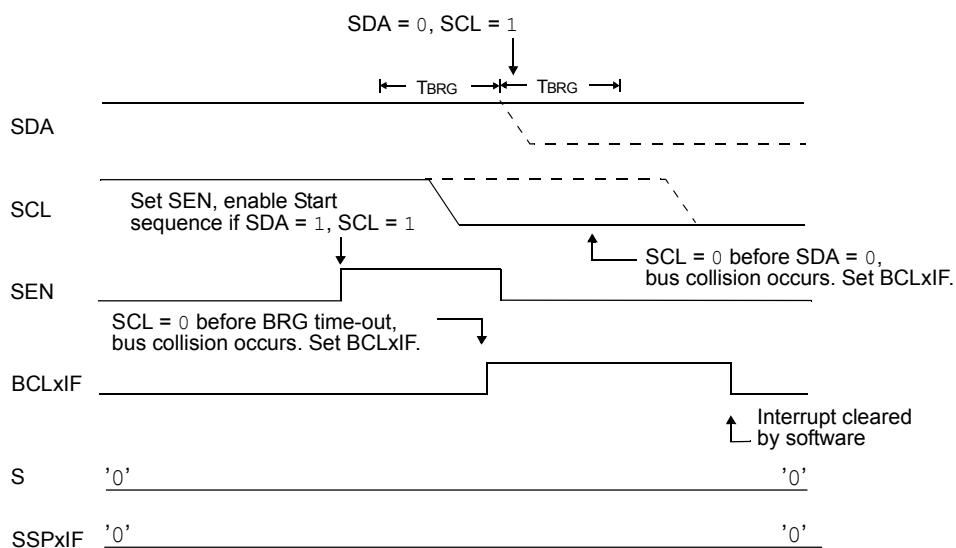 SDA = 0, SCL = 1
TBRG TBRG
SDA
SCL
Set SEN, enable Start
sequence if SDA = 1, SCL = 1
SCL = 0 before SDA = 0,
bus collision occurs. Set BCLxIF.
SEN
SCL = 0 before BRG time-out,
bus collision occurs. Set BCLxIF.
BCLxIF
Interrupt cleared
by software
S '0' '0'
SSPxIF '0' '0'